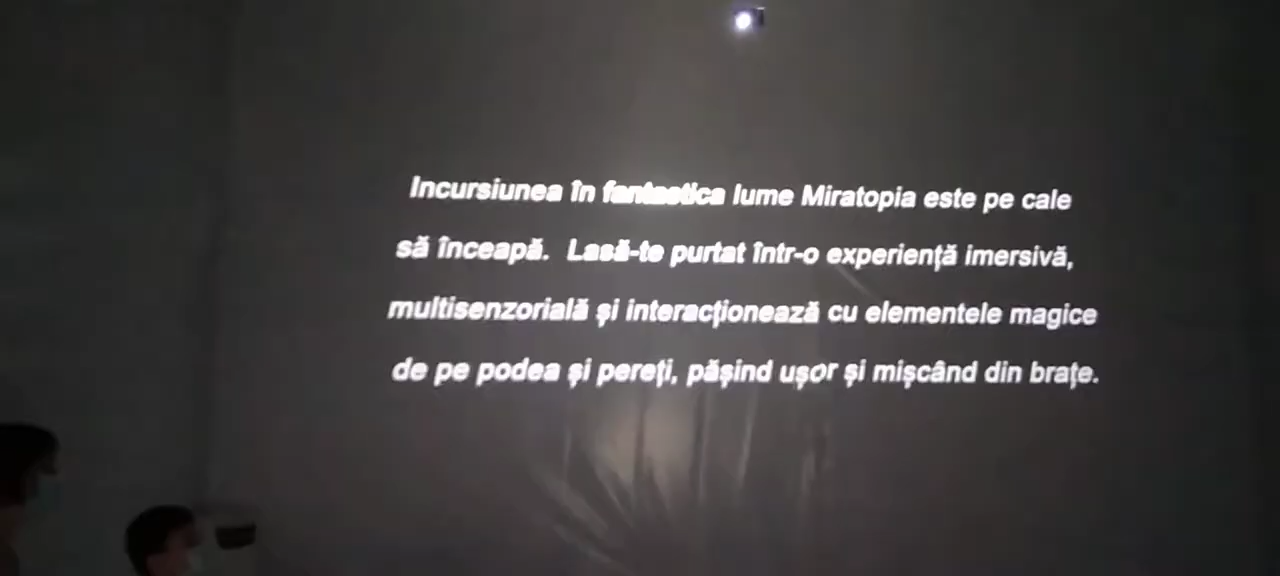 Incursiunea în fantastica lume Miratopia este pe cale
să înceapă. Lasă-te purtat într-o experiență imersivă,
multisenzorială și interacționează cu elementele magice
de pe podea și pereți, pășind ușor și mișcând din brațe.